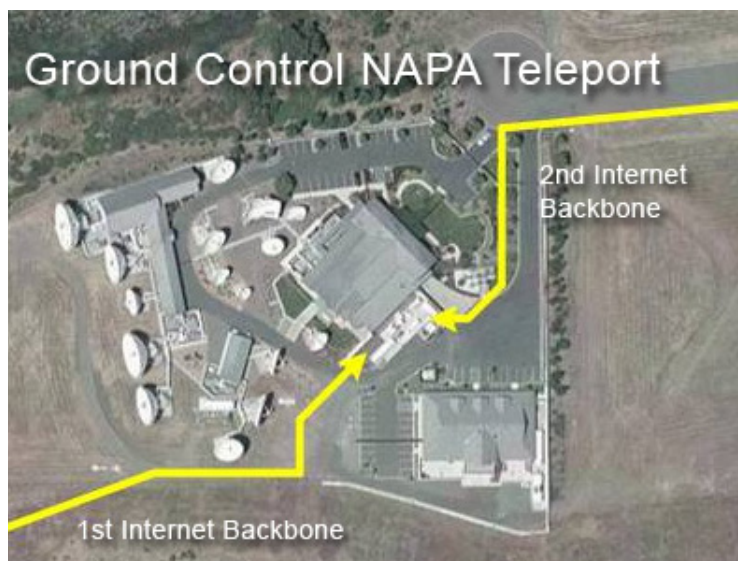 Ground Control NAPA Teleport
2nd Internet
Backbone
1st Internet Backbone